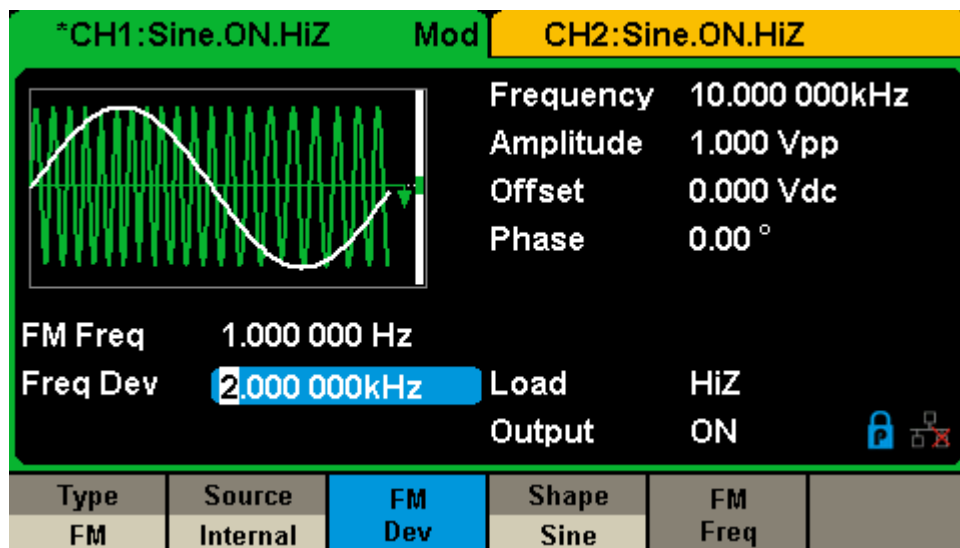 *CH1:Sine.ON.HiZ Mod CH2:Sine.ON.HiZ
Frequency 10.000 000kHz
Amplitude 1.000 Vpp
Offset 0.000 Vdc
Phase 0.00 °
FM Freq 1.000 000 Hz
Freq Dev 2.000 000kHz Load HiZ
Output ON P
Type Source FM Shape FM
FM Internal Dev Sine Freq